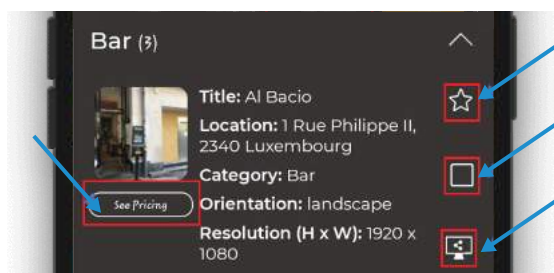 Bar (3)
Title: Al Bacio
Location: 1 Rue Philippe II,
2340 Luxembourg
Category: Bar
See Pricing
Orientation: landscape
Resolution (H x W): 1920 x
1080